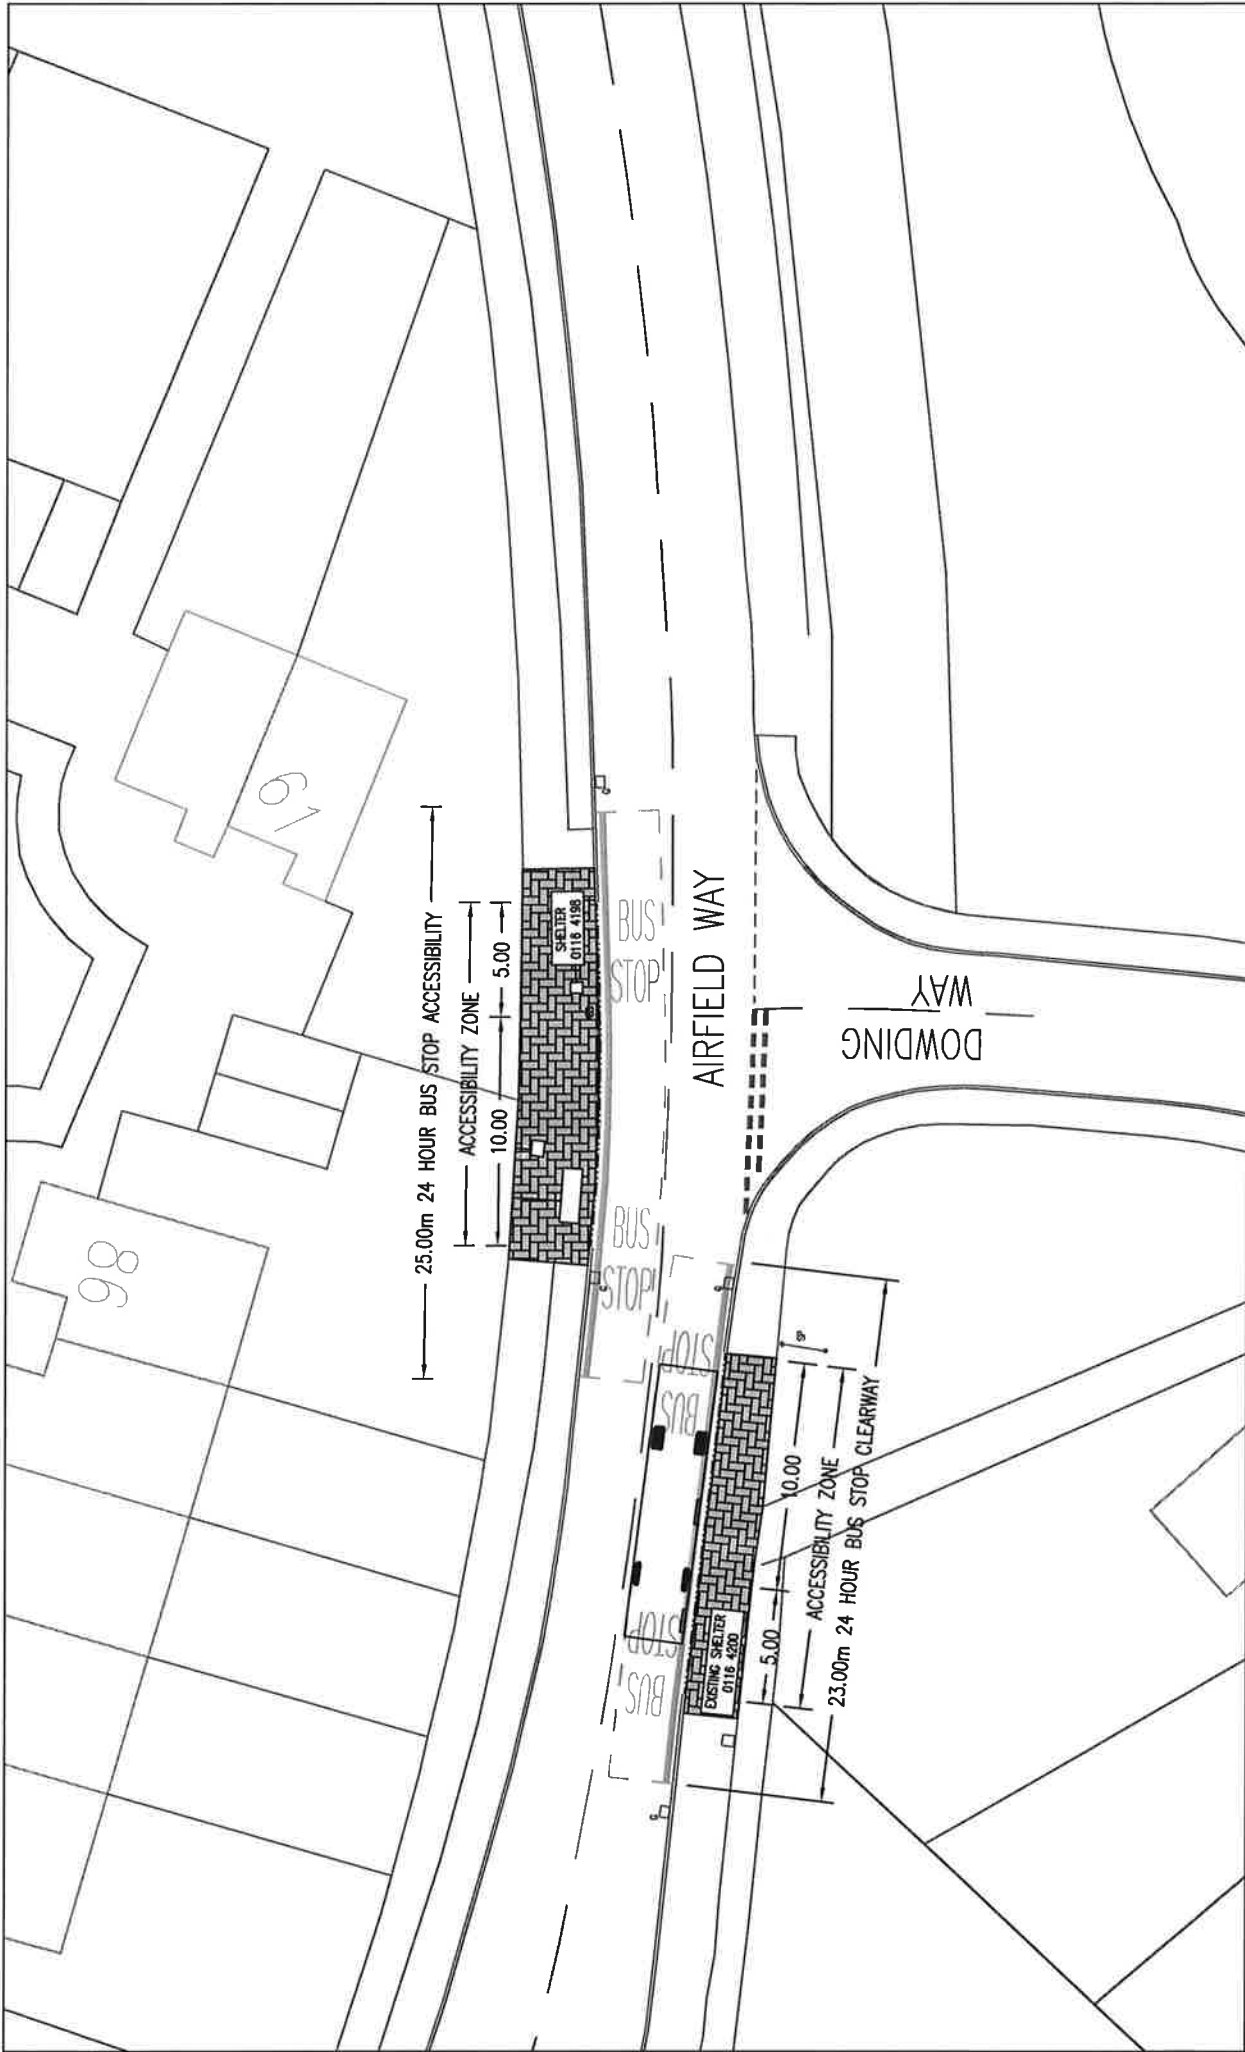 25.00m 24 HOUR BUS STOP ACCESSIBILITY
ACCESSIBILITY ZONE
10.00
5.00
SHELTER
0116 4198
BUS
STOP
BUS
STOP
AIRFIELD WAY
DOWDING
WAY
BUS
STOP
BUS
STOP
EXISTING SHELTER
0116 4200
5.00
10.00
ACCESSIBILITY ZONE
23.00m 24 HOUR BUS STOP CLEARWAY
98
G
G
G
G
SP